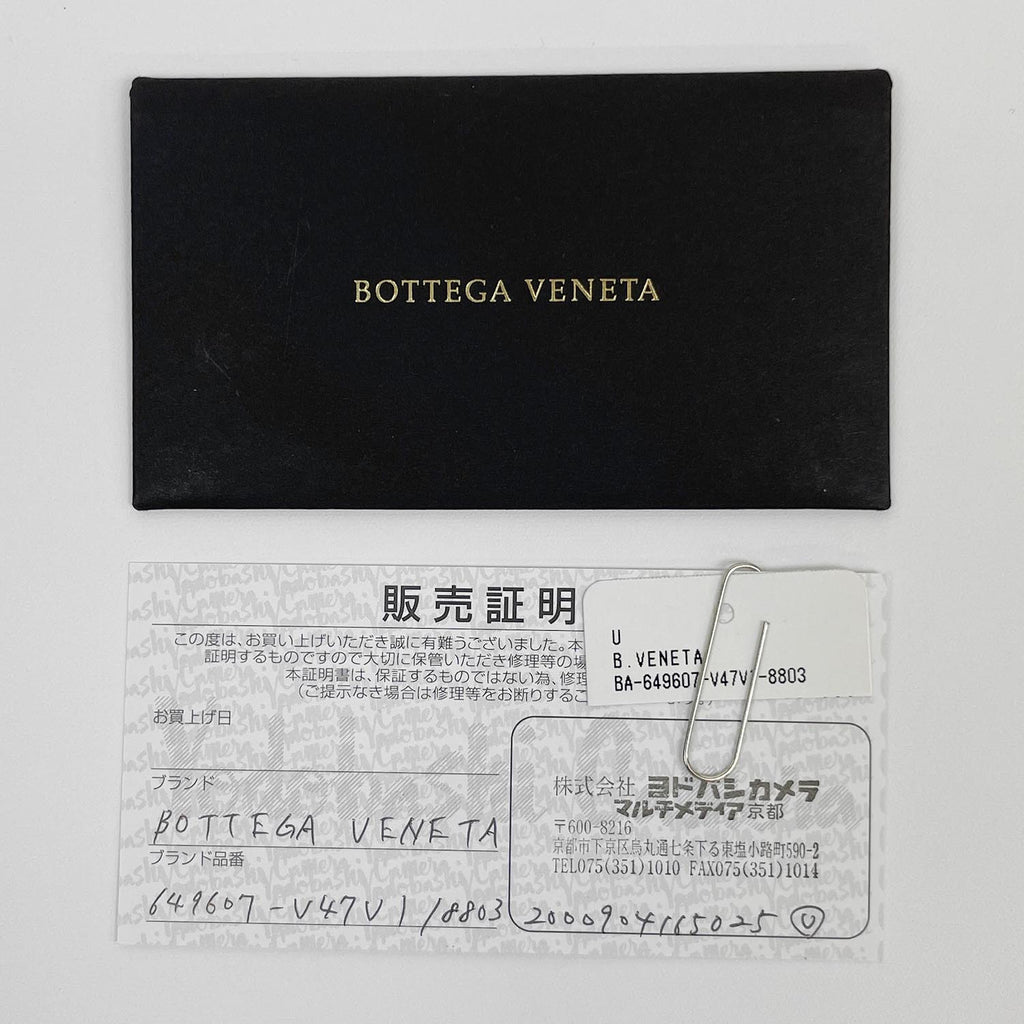 BOTTEGA VENETA
販売証明
この度は、お買い上げいただき誠に有難うございました。本
証明するものですので大切に保管いただき修理等の場
本証明書は、保証するものではない為、修理
(ご提示なき場合は修理等をお断りするこ
U
B.VENETA
BA-649607-V47V1-8803
お買上げ日
ブランド
BOTTEGA VENETA
ブランド品番
649607-V47V1/8803
株式会社 ヨドバシカメラ
マルチメディア京都
〒600-8216
京都市下京区烏丸通七条下る東塩小路町590-2
TEL075(351)1010 FAX075(351)1014
2000904165025 U